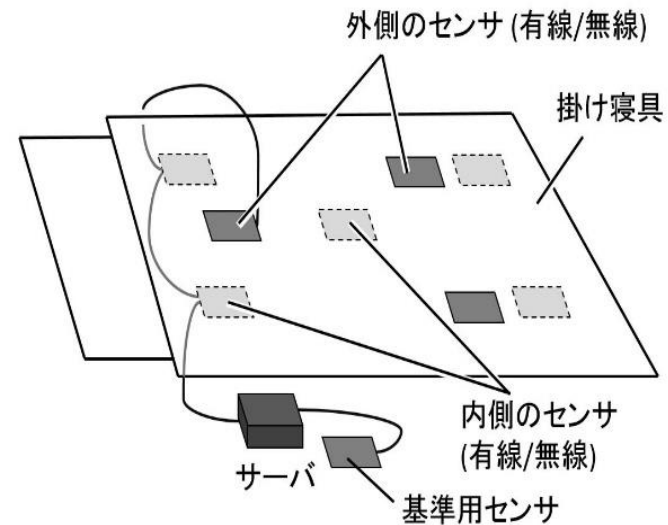 外側のセンサ (有線/無線)
掛け寝具
内側のセンサ
(有線/無線)
サーバ
基準用センサ